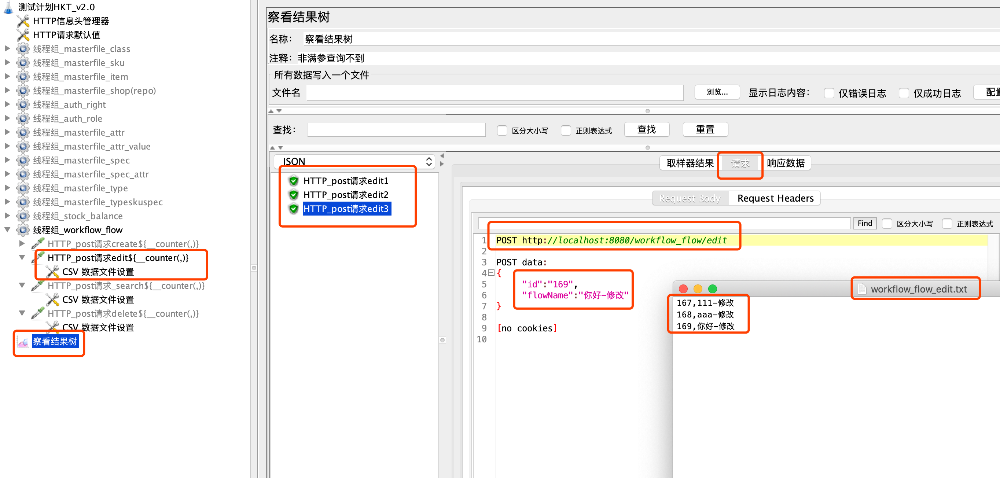 测试计划HKT_v2.0
HTTP信息头管理器
HTTP请求默认值
线程组_masterfile_class
线程组_masterfile_sku
线程组_masterfile_item
线程组_masterfile_shop(repo)
线程组_auth_right
线程组_auth_role
线程组_masterfile_attr
线程组_masterfile_attr_value
线程组_masterfile_spec
线程组_masterfile_spec_attr
线程组_masterfile_type
线程组_masterfile_typeskuspec
线程组_stock_balance
线程组_workflow_flow
HTTP_post请求create${__counter(,)}
HTTP_post请求edit${__counter(,)}
CSV 数据文件设置
HTTP_post请求_search${__counter(,)}
CSV 数据文件设置
HTTP_post请求delete${__counter(,)}
CSV 数据文件设置
察看结果树
察看结果树
名称： 察看结果树
注释： 非满参查询不到
所有数据写入一个文件
文件名 浏览... 显示日志内容： 仅错误日志 仅成功日志 配置
查找： 区分大小写 正则表达式 查找 重置
JSON
HTTP_post请求edit1
HTTP_post请求edit2
HTTP_post请求edit3
取样器结果 请求 响应数据
Request Body Request Headers
Find 区分大小写 正则表达式
1 POST http://localhost:8080/workflow_flow/edit
2
3 POST data:
4 {
5 "id":"169",
6 "flowName":"你好-修改"
7 }
8
9 [no cookies]
10
workflow_flow_edit.txt
167,111-修改
168,aaa-修改
169,你好-修改